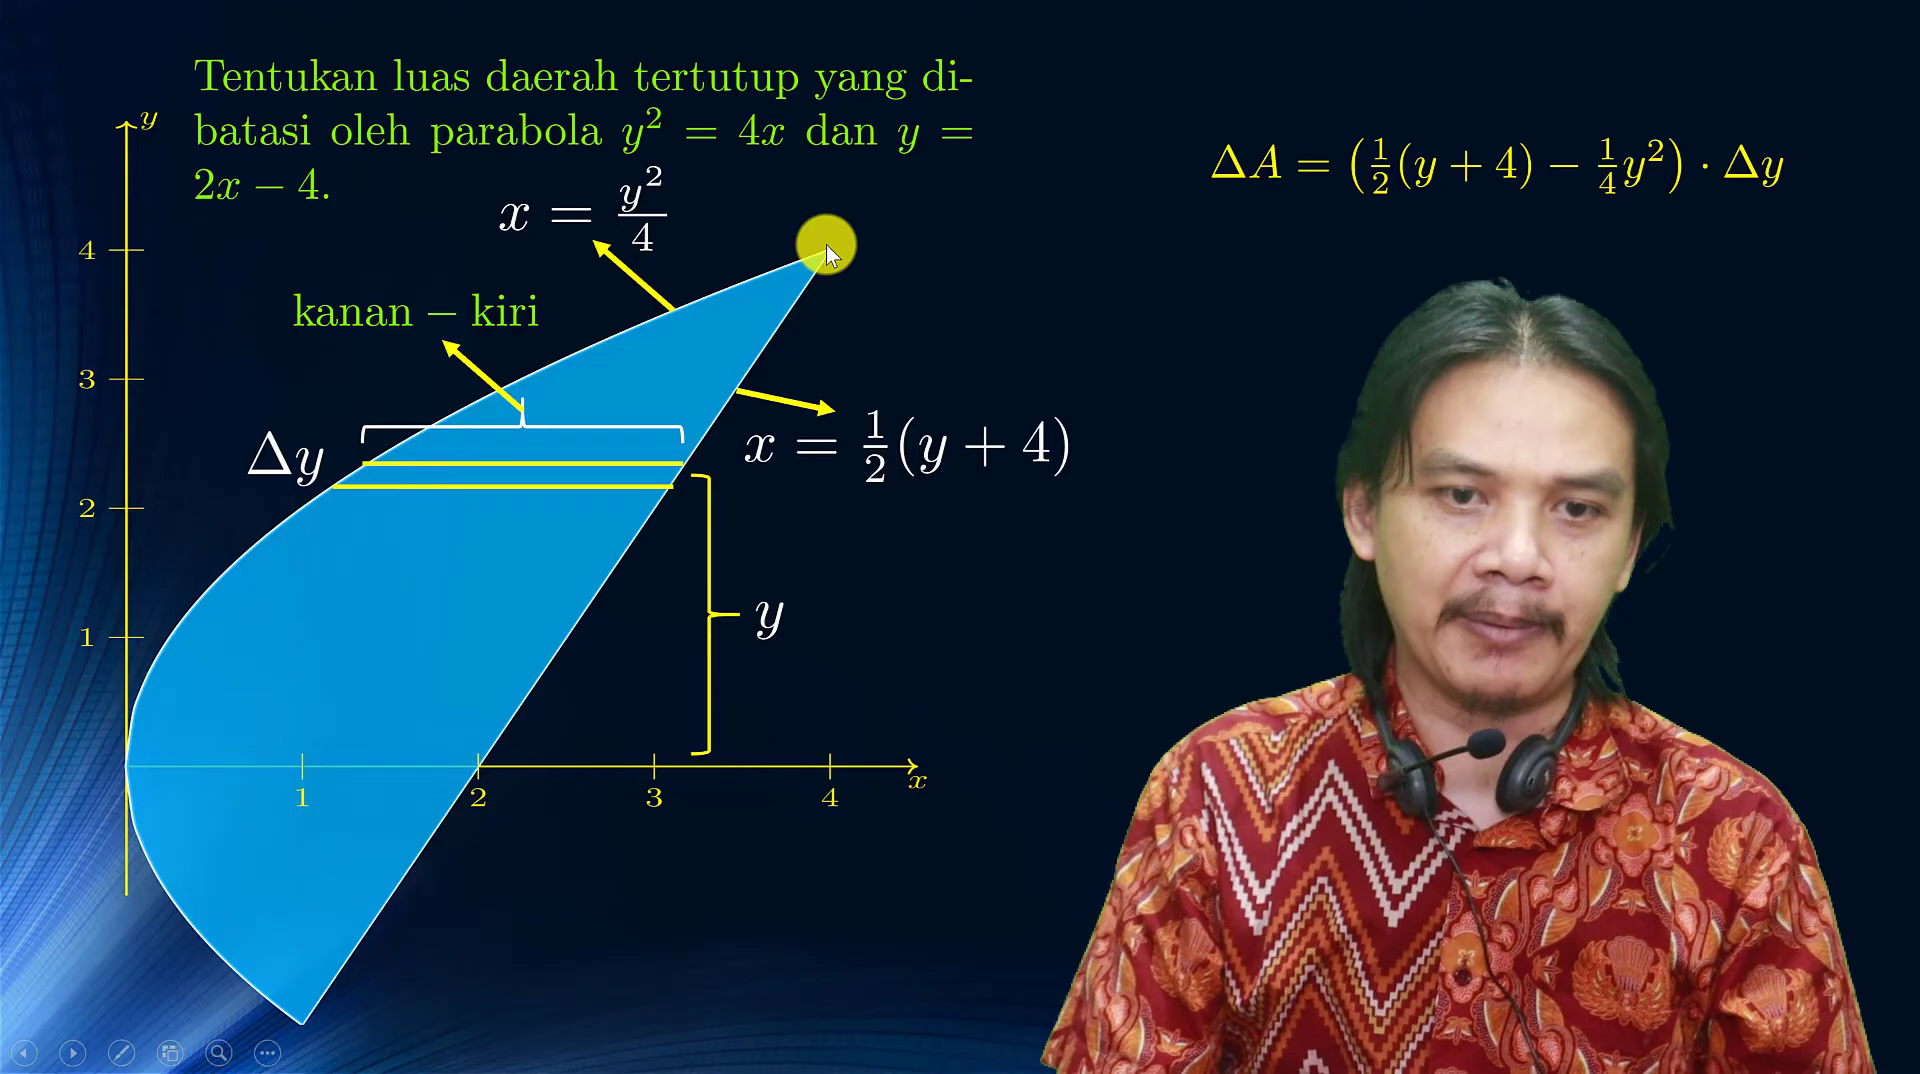 Tentukan luas daerah tertutup yang di-
batasi oleh parabola y² = 4x dan y =
2x − 4.
ΔA = (½(y + 4) − ¼y²) · Δy
x = y²/4
kanan − kiri
Δy
x = ½(y + 4)
y
y
4
3
2
1
1 2 3 4
x